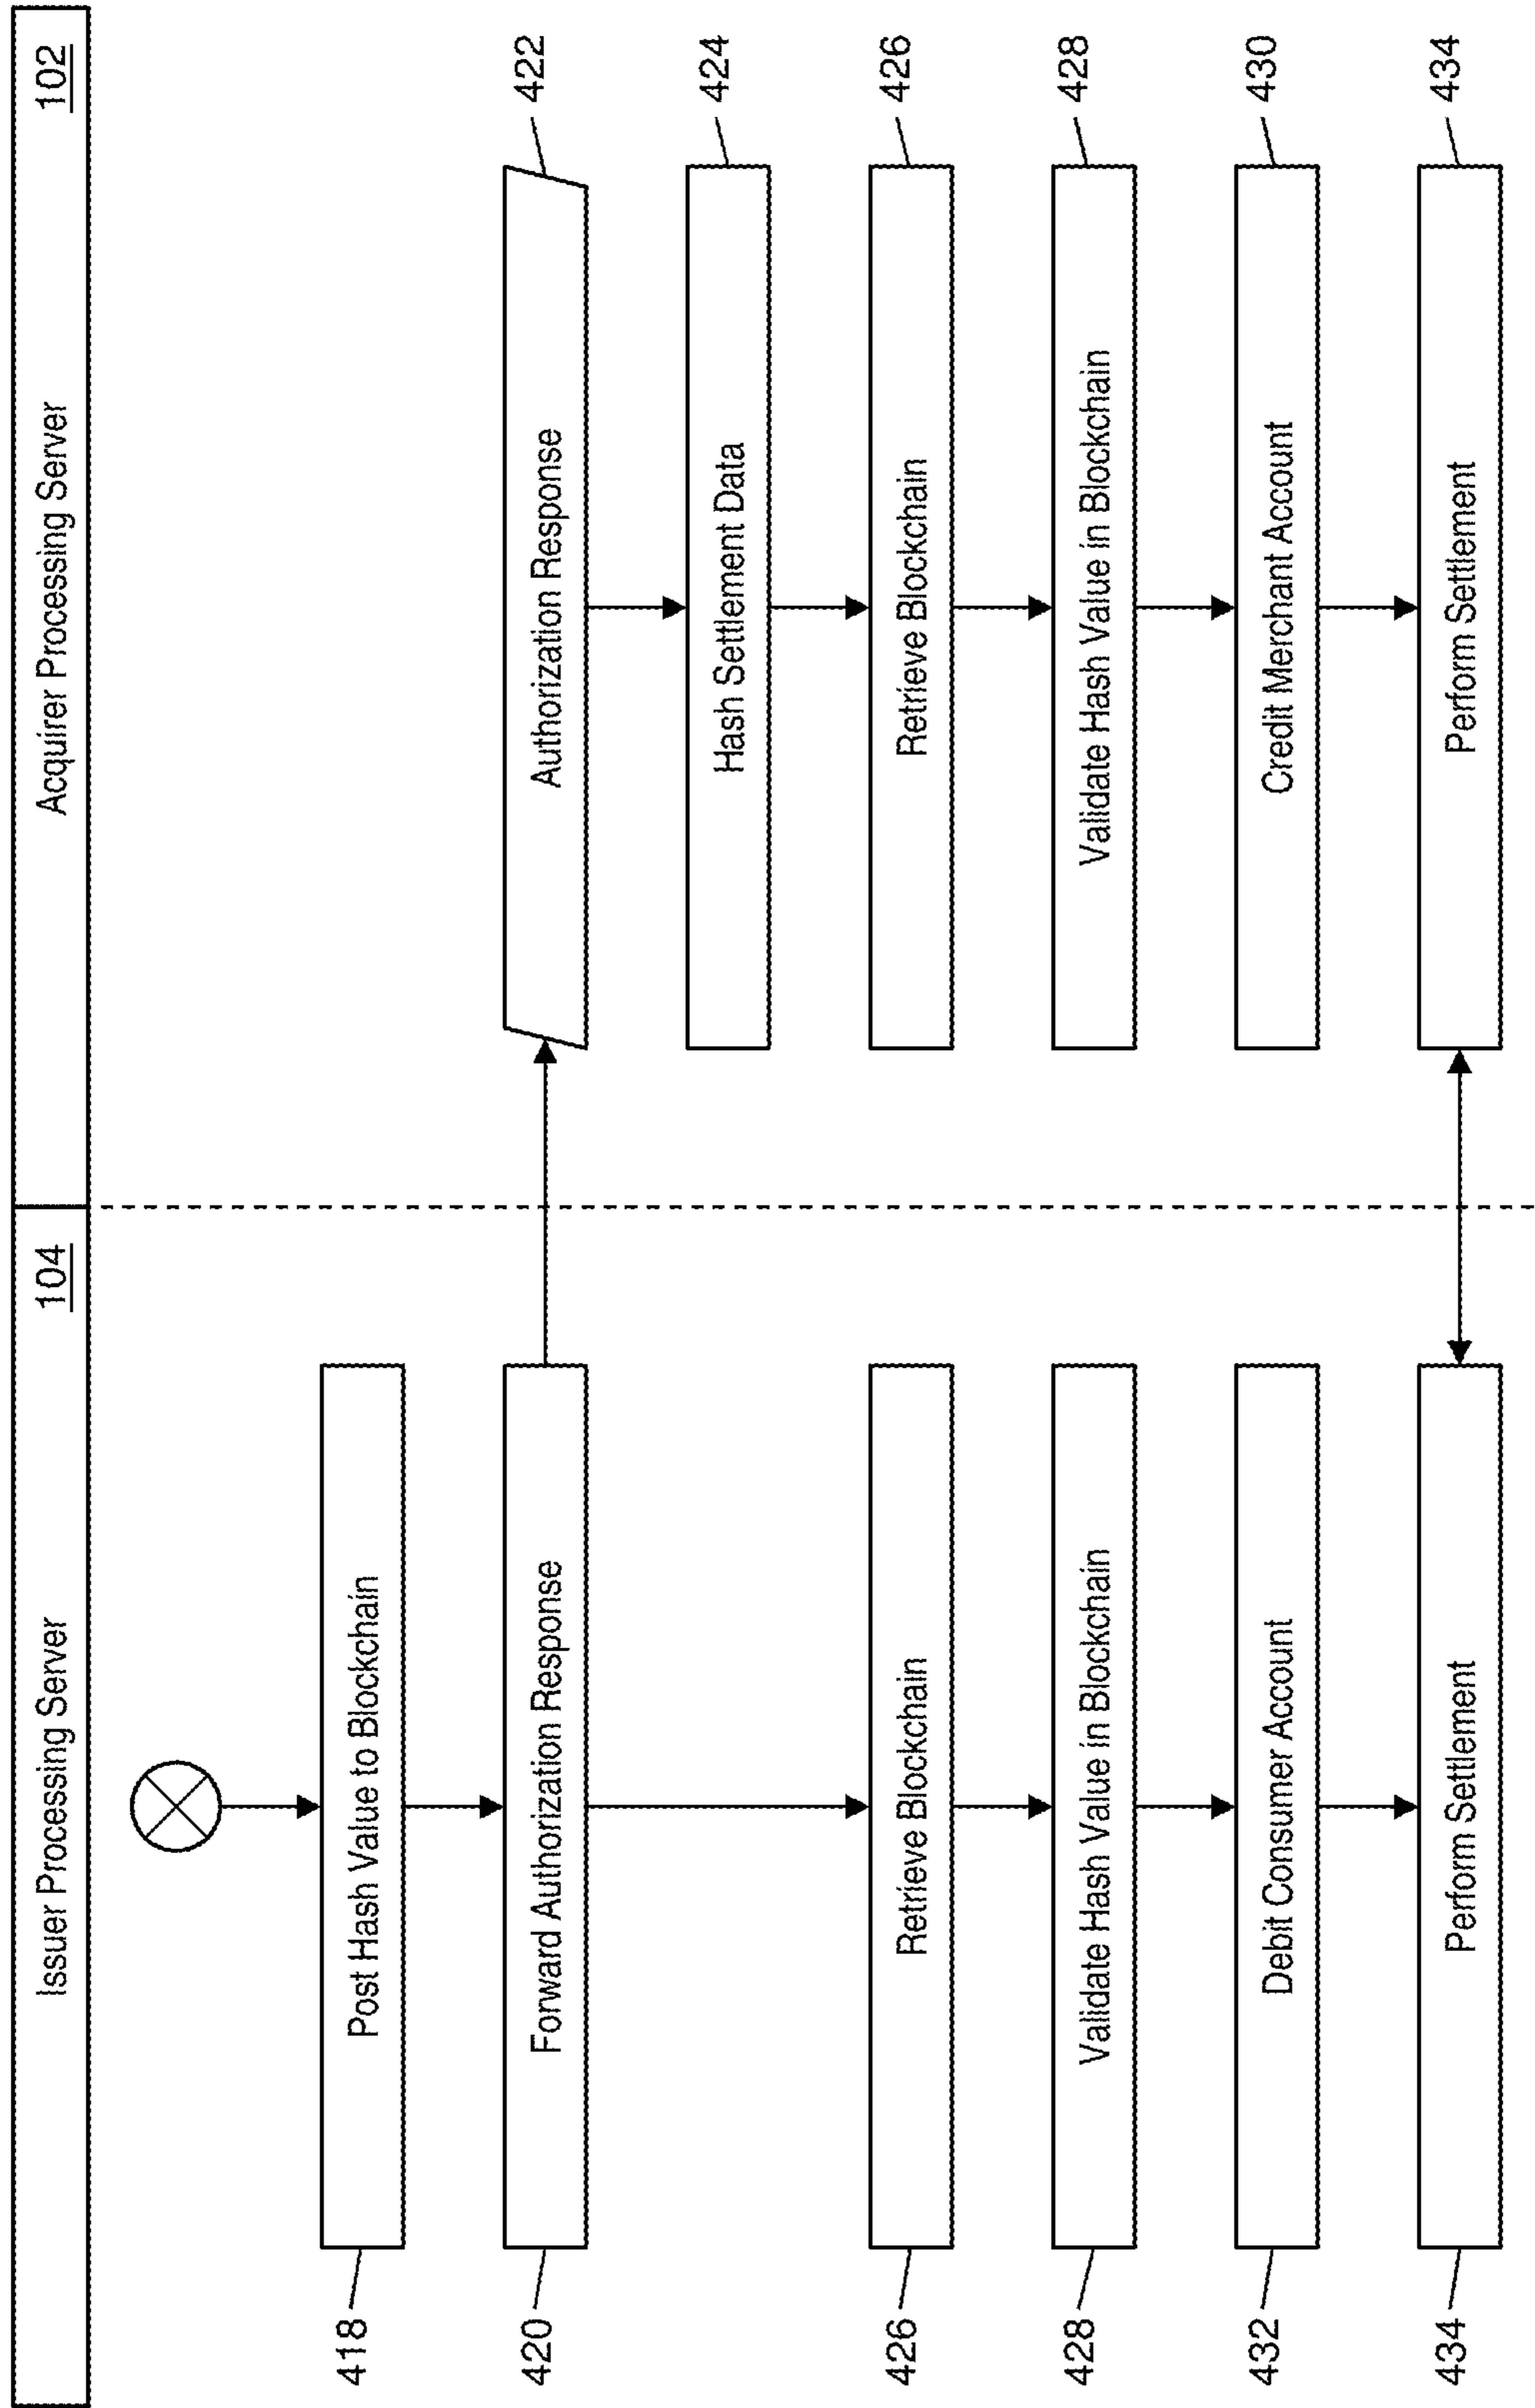 Issuer Processing Server
104
Acquirer Processing Server
102
418
Post Hash Value to Blockchain
420
Forward Authorization Response
Authorization Response
422
Hash Settlement Data
424
426
Retrieve Blockchain
Retrieve Blockchain
426
428
Validate Hash Value in Blockchain
Validate Hash Value in Blockchain
428
432
Debit Consumer Account
Credit Merchant Account
430
434
Perform Settlement
Perform Settlement
434